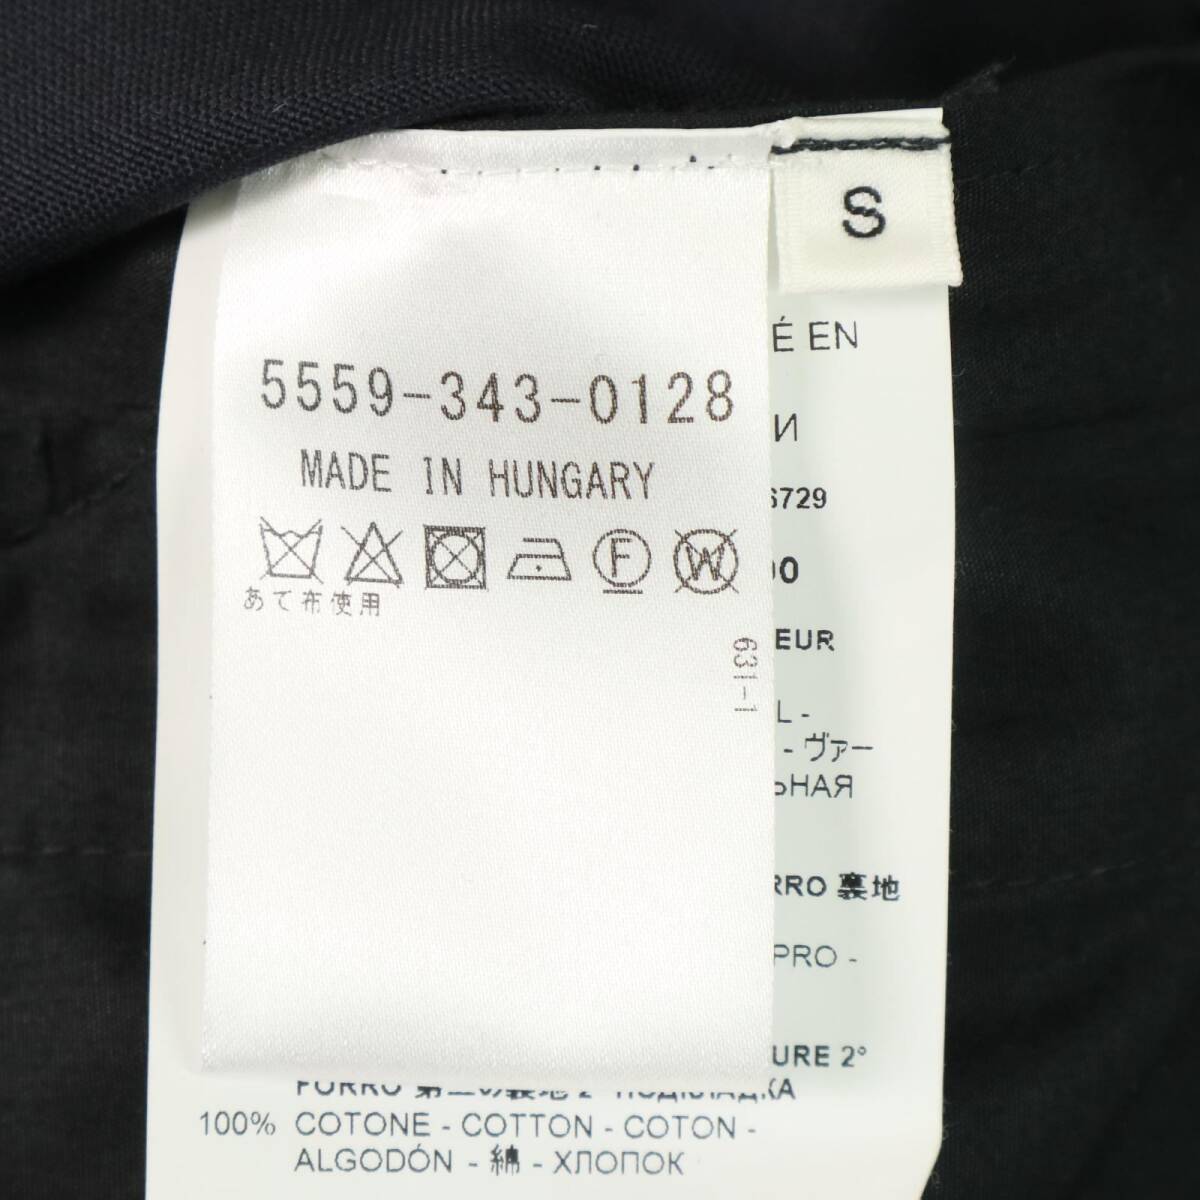 S
5559-343-0128
MADE IN HUNGARY
F
W
あて布使用
631-1
É EN
6729
00
EUR
L -
- ヴァー
ЬНАЯ
RRO 裏地
PRO -
URE 2°
FORRO 第二の裏地 2° ПОДКЛАДКА
100% COTONE - COTTON - COTON -
ALGODÓN - 綿 - ХЛОПОК